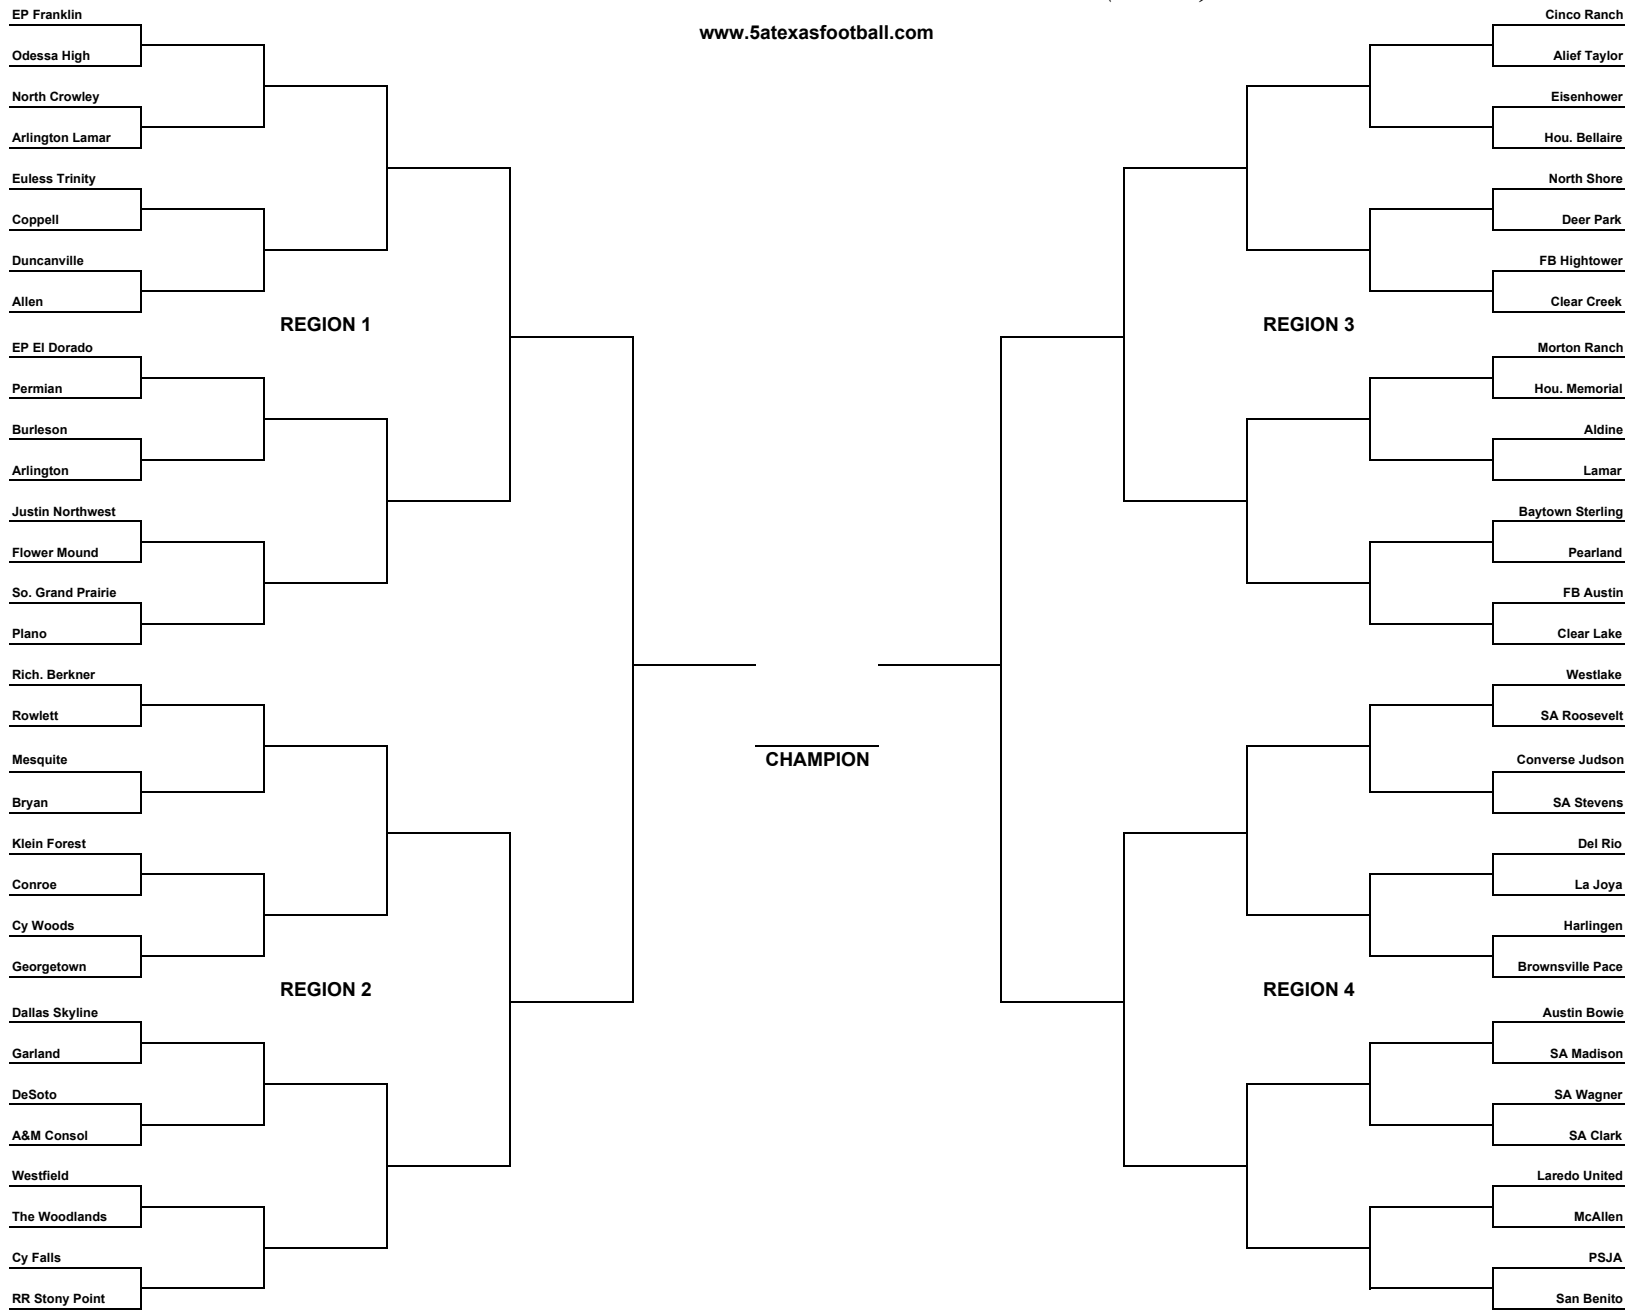 www.5atexasfootball.com
EP Franklin
Odessa High
North Crowley
Arlington Lamar
Euless Trinity
Coppell
Duncanville
Allen
REGION 1
EP El Dorado
Permian
Burleson
Arlington
Justin Northwest
Flower Mound
So. Grand Prairie
Plano
Rich. Berkner
Rowlett
Mesquite
Bryan
Klein Forest
Conroe
Cy Woods
Georgetown
REGION 2
Dallas Skyline
Garland
DeSoto
A&M Consol
Westfield
The Woodlands
Cy Falls
RR Stony Point
CHAMPION
Cinco Ranch
Alief Taylor
Eisenhower
Hou. Bellaire
North Shore
Deer Park
FB Hightower
Clear Creek
REGION 3
Morton Ranch
Hou. Memorial
Aldine
Lamar
Baytown Sterling
Pearland
FB Austin
Clear Lake
Westlake
SA Roosevelt
Converse Judson
SA Stevens
Del Rio
La Joya
Harlingen
Brownsville Pace
REGION 4
Austin Bowie
SA Madison
SA Wagner
SA Clark
Laredo United
McAllen
PSJA
San Benito